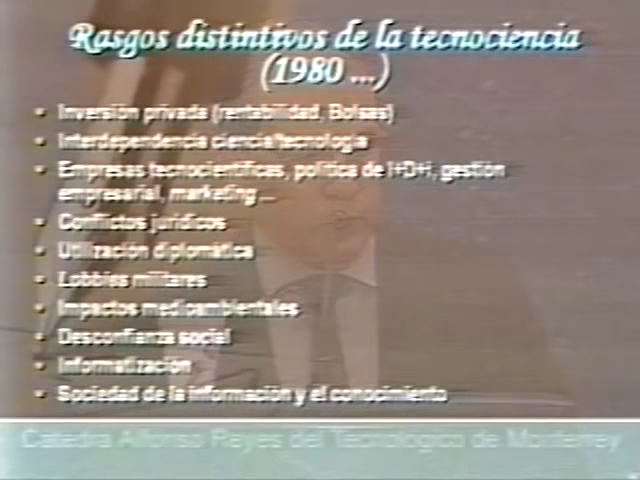 Rasgos distintivos de la tecnociencia
(1980 ...)
• Inversión privada (rentabilidad, Bolsas)
• Interdependencia ciencia/tecnología
• Empresas tecnocientíficas, política de I+D+i, gestión
empresarial, marketing ...
• Conflictos jurídicos
• Utilización diplomática
• Lobbies militares
• Impactos medioambientales
• Desconfianza social
• Informatización
• Sociedad de la información y el conocimiento
Catedra Alfonso Reyes del Tecnologico de Monterrey